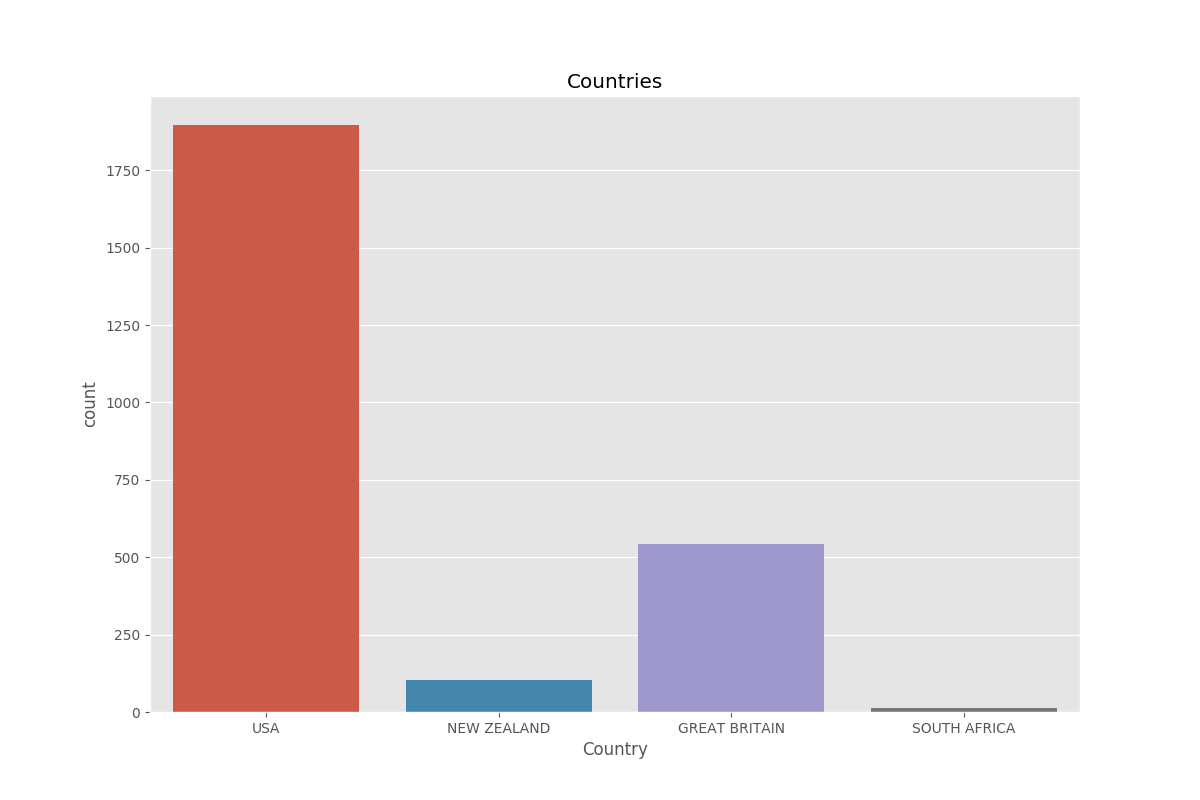 Countries
1750
1500
1250
1000
750
500
250
0
count
USA
NEW ZEALAND
GREAT BRITAIN
SOUTH AFRICA
Country